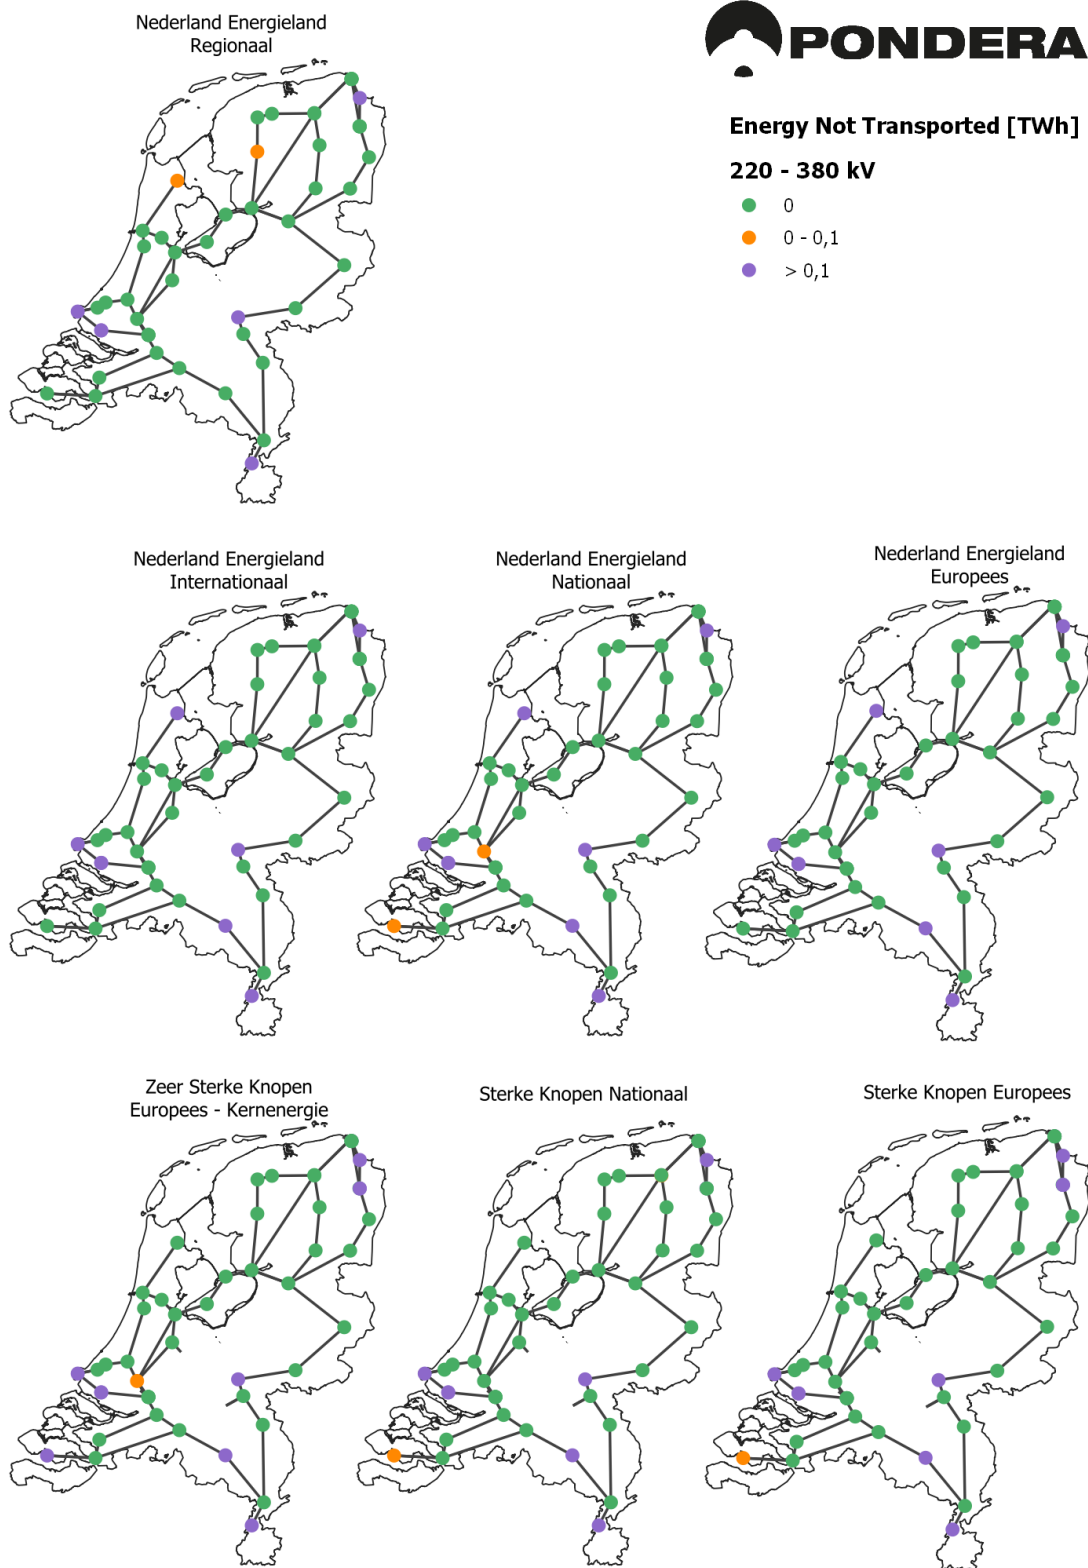 Nederland Energieland
Regionaal
PONDERA
Energy Not Transported [TWh]
220 - 380 kV
0
0 - 0,1
> 0,1
Nederland Energieland
Internationaal
Nederland Energieland
Nationaal
Nederland Energieland
Europees
Zeer Sterke Knopen
Europees - Kernenergie
Sterke Knopen Nationaal
Sterke Knopen Europees